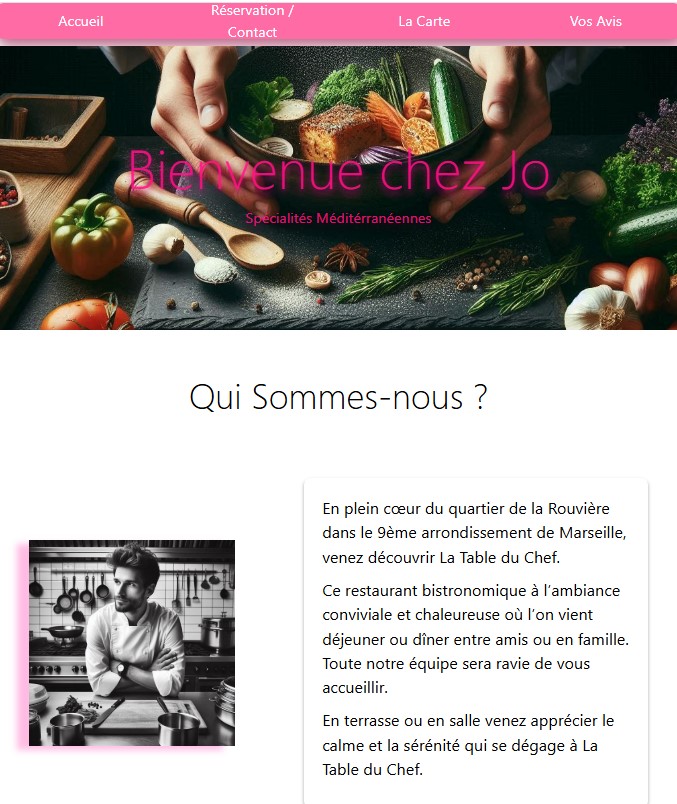 Accueil
Réservation /
Contact
La Carte
Vos Avis
Bienvenue chez Jo
Spécialités Méditérranéennes
Qui Sommes-nous ?
En plein cœur du quartier de la Rouvière
dans le 9ème arrondissement de Marseille,
venez découvrir La Table du Chef.
Ce restaurant bistronomique à l'ambiance
conviviale et chaleureuse où l'on vient
déjeuner ou dîner entre amis ou en famille.
Toute notre équipe sera ravie de vous
accueillir.
En terrasse ou en salle venez apprécier le
calme et la sérénité qui se dégage à La
Table du Chef.